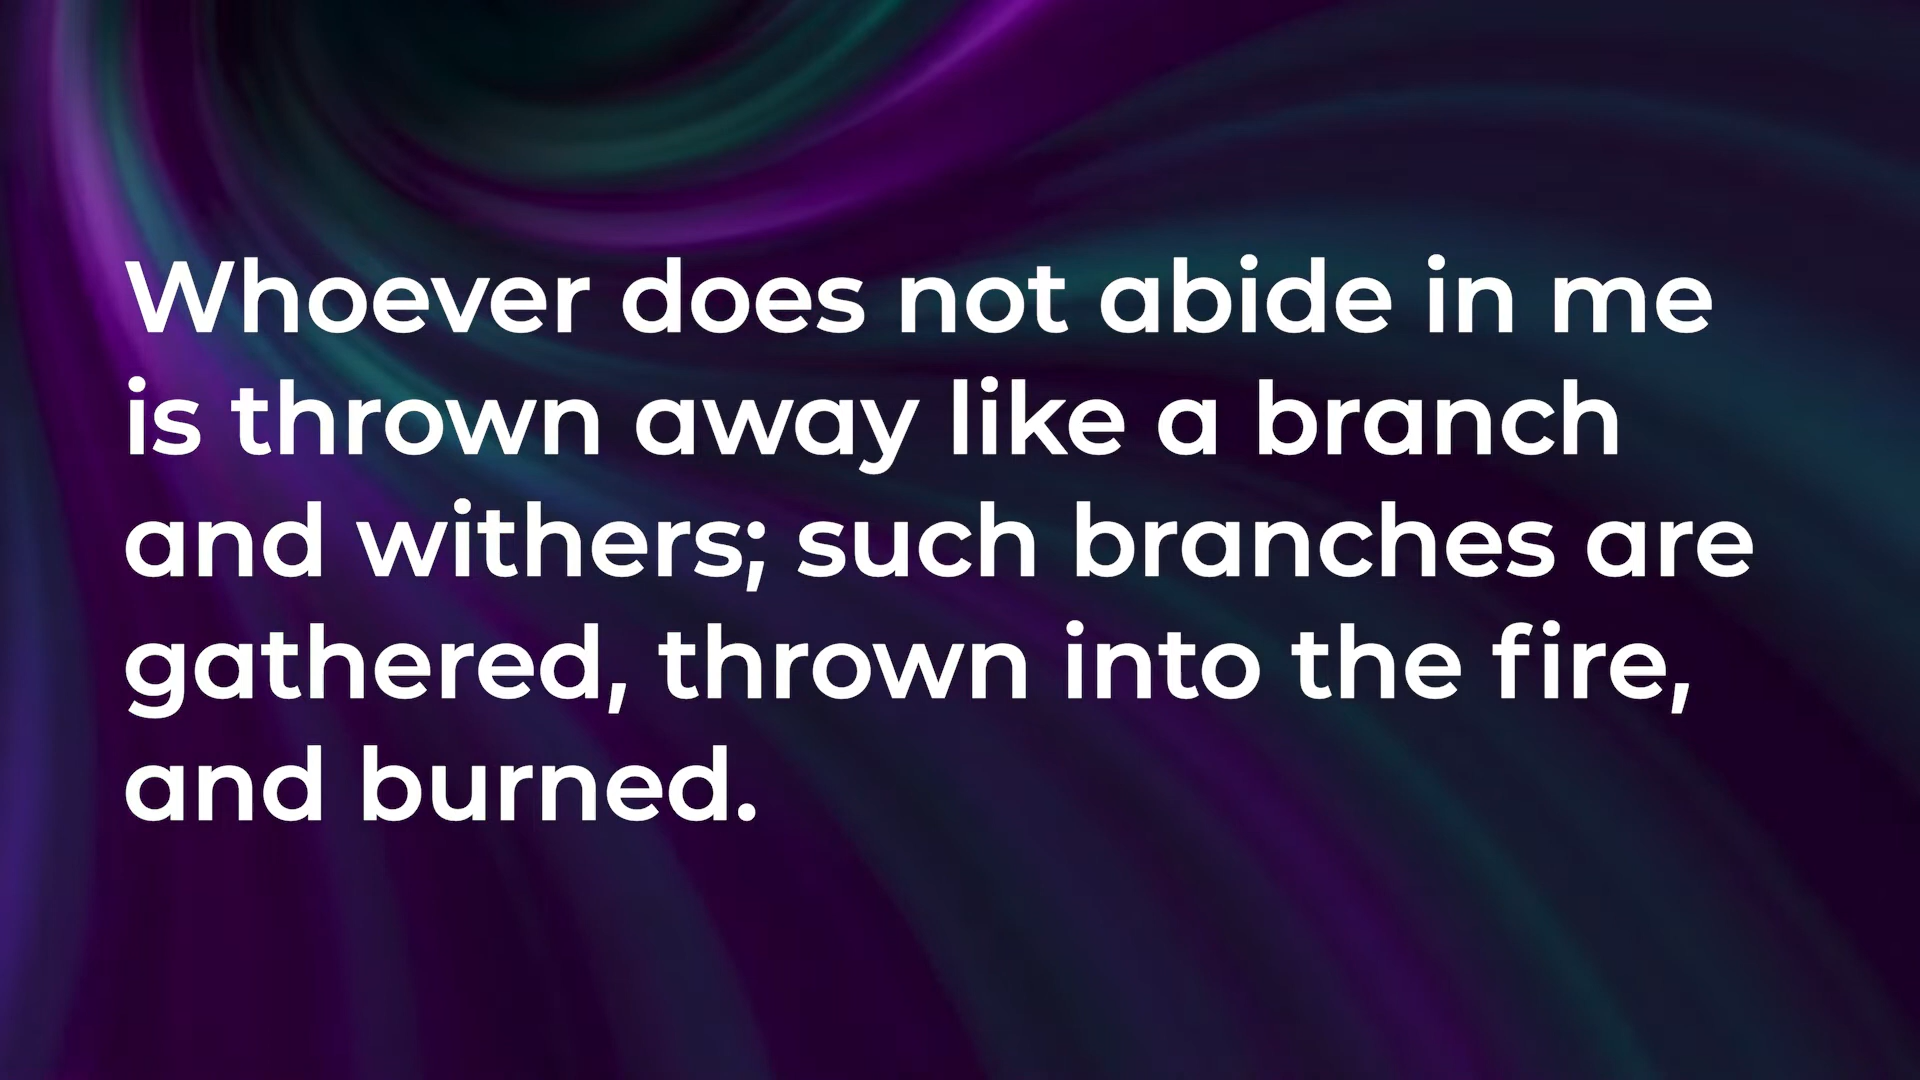 Whoever does not abide in me
is thrown away like a branch
and withers; such branches are
gathered, thrown into the fire,
and burned.